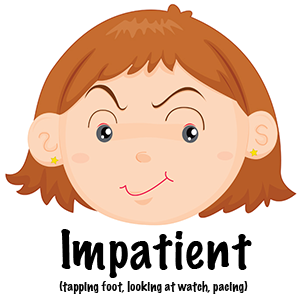 Impatient
(tapping foot, looking at watch, pacing)